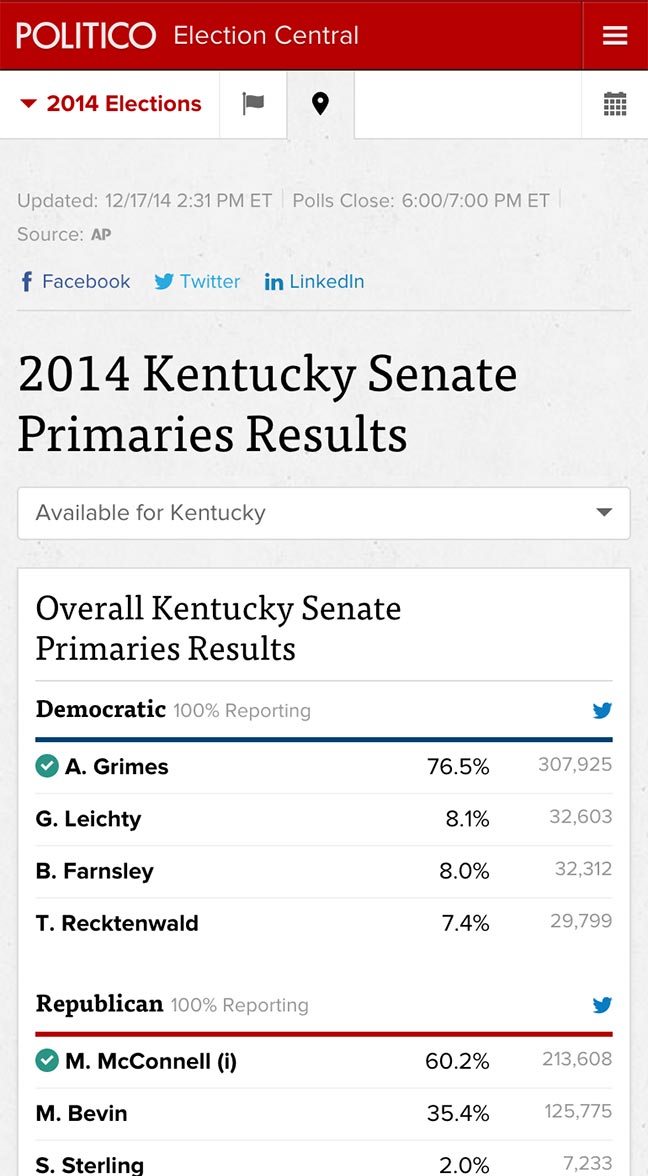 POLITICO Election Central
2014 Elections
Updated: 12/17/14 2:31 PM ET Polls Close: 6:00/7:00 PM ET
Source: AP
Facebook Twitter LinkedIn
2014 Kentucky Senate
Primaries Results
Available for Kentucky
Overall Kentucky Senate
Primaries Results
Democratic 100% Reporting
A. Grimes 76.5% 307,925
G. Leichty 8.1% 32,603
B. Farnsley 8.0% 32,312
T. Recktenwald 7.4% 29,799
Republican 100% Reporting
M. McConnell (i) 60.2% 213,608
M. Bevin 35.4% 125,775
S. Sterling 2.0% 7,233